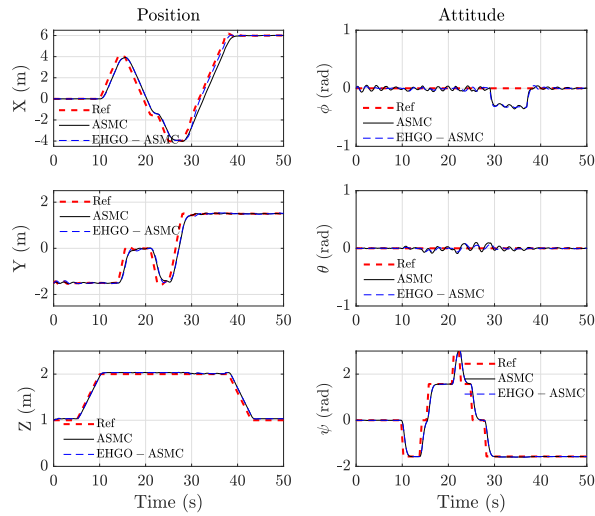 Position
Attitude
X (m)
6
4
2
0
-2
-4
Ref
ASMC
EHGO − ASMC
0 10 20 30 40 50
ϕ (rad)
1
0
-1
Ref
ASMC
EHGO − ASMC
0 10 20 30 40 50
Y (m)
2
0
-2
Ref
ASMC
EHGO − ASMC
0 10 20 30 40 50
θ (rad)
1
0
-1
Ref
ASMC
EHGO − ASMC
0 10 20 30 40 50
Z (m)
2
1
0
Ref
ASMC
EHGO − ASMC
0 10 20 30 40 50
Time (s)
ψ (rad)
2
0
-2
Ref
ASMC
EHGO − ASMC
0 10 20 30 40 50
Time (s)